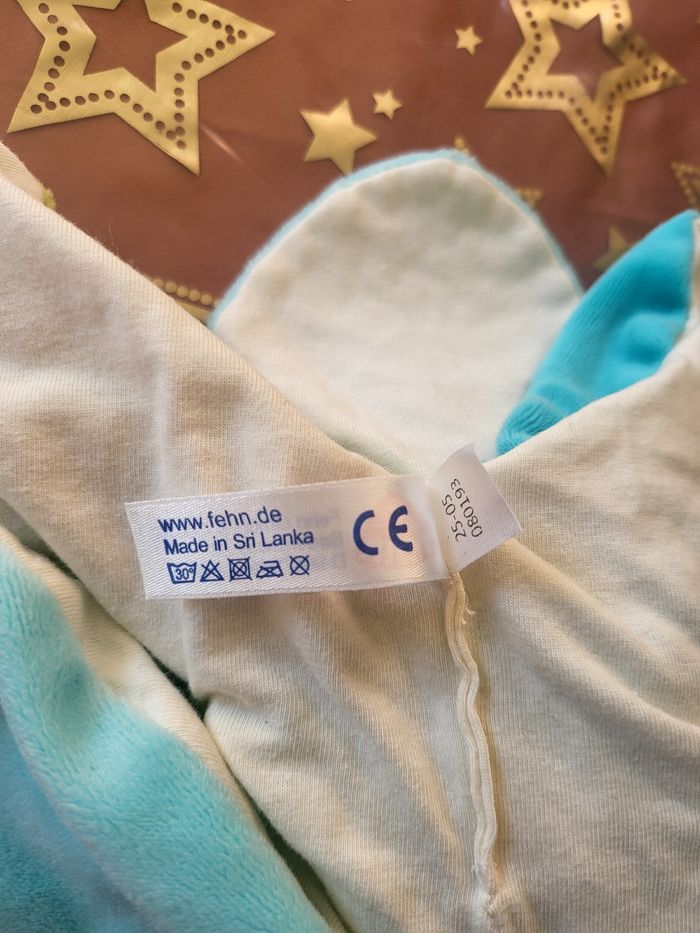 www.fehn.de
Made in Sri Lanka
30°
CE
25-05
080193